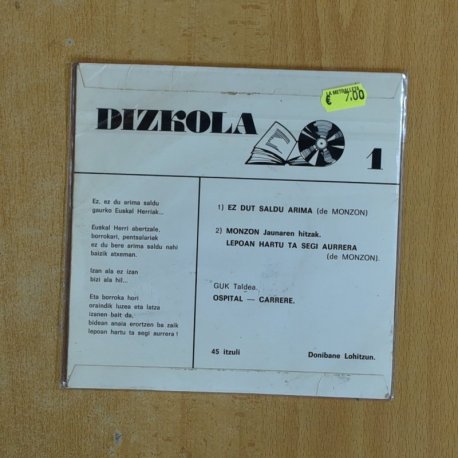 LA METRALLETA
€ 7,00
DIZKOLA
1
Ez, ez du arima saldu
gaurko Euskal Herriak...
Euskal Herri abertzale,
borrokari, pentsalariak
ez du bere arima saldu nahi
baizik atxeman.
Izan ala ez izan
bizi ala hil...
Eta borroka hori
oraindik luzea eta latza
izanen bait da,
bidean anaia erortzen ba zaik
lepoan hartu ta segi aurrera !
1) EZ DUT SALDU ARIMA (de MONZON)
2) MONZON Jaunaren hitzak.
LEPOAN HARTU TA SEGI AURRERA
(de MONZON).
GUK Taldea.
OSPITAL — CARRERE.
45 itzuli
Donibane Lohitzun.